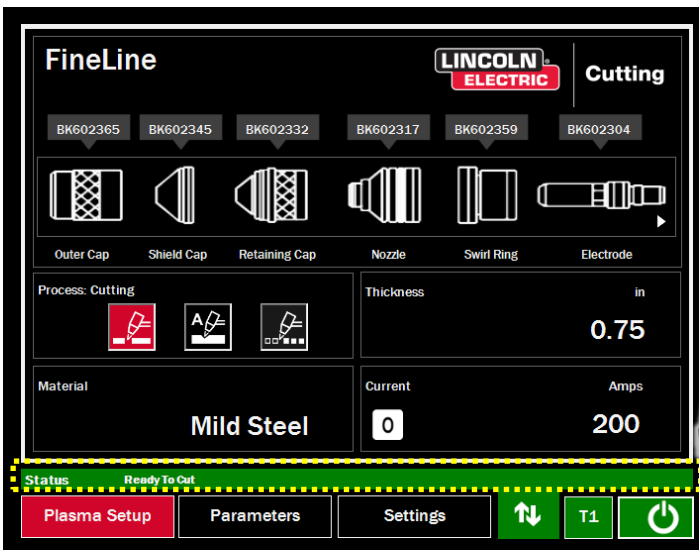 FineLine
LINCOLN
ELECTRIC
Cutting
BK602365 BK602345 BK602332 BK602317 BK602359 BK602304
Outer Cap Shield Cap Retaining Cap Nozzle Swirl Ring Electrode
Process: Cutting
A
Thickness in
0.75
Material
Mild Steel
Current Amps
0 200
Status Ready To Cut
Plasma Setup Parameters Settings T1